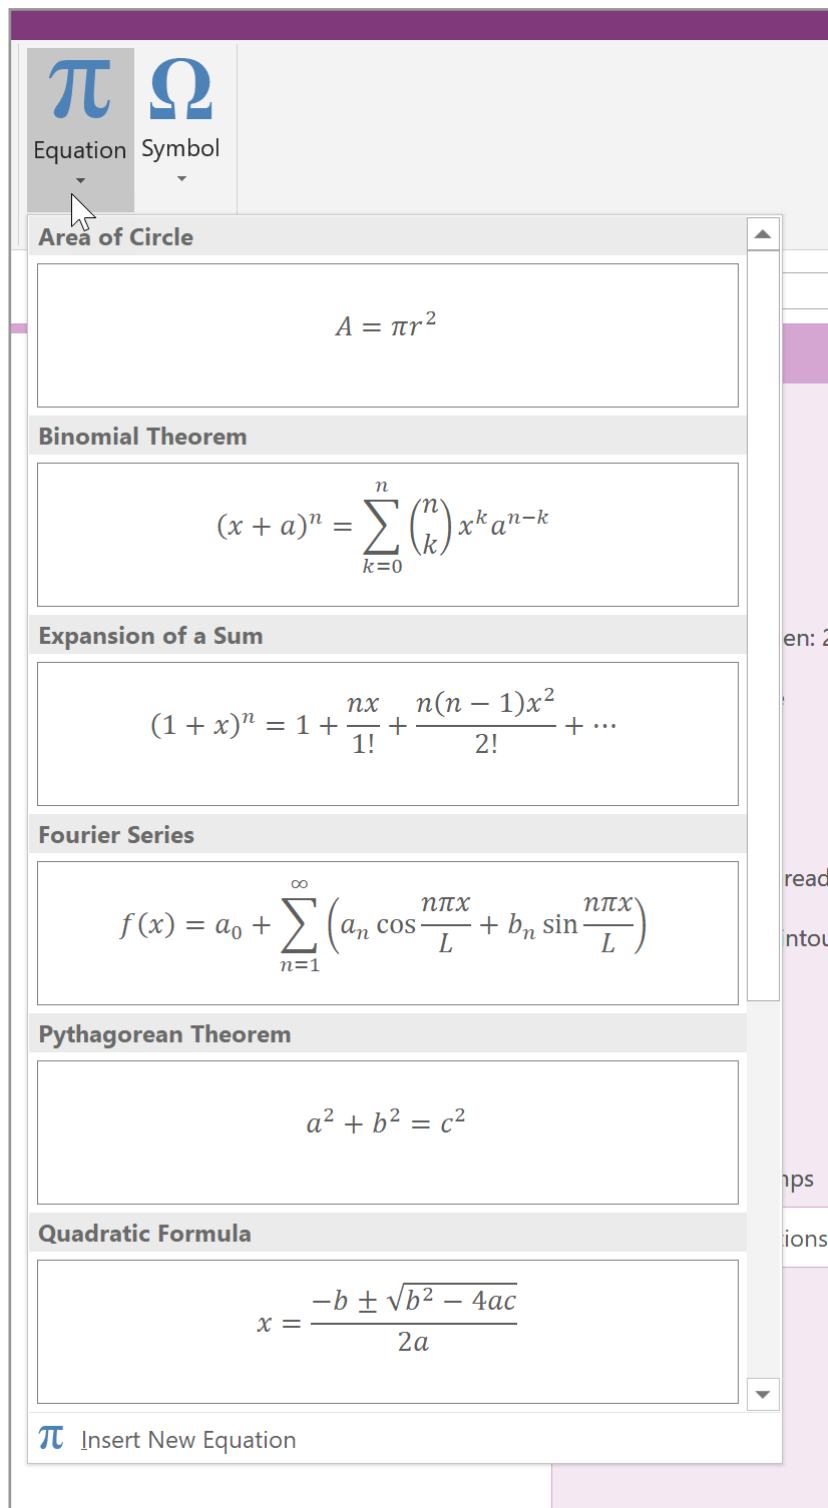 π Ω
Equation Symbol
Area of Circle
A = πr²
Binomial Theorem
(x + a)ⁿ = ∑_{k=0}^{n} (n k) xᵏaⁿ⁻ᵏ
Expansion of a Sum
(1 + x)ⁿ = 1 + nx/1! + n(n − 1)x²/2! + ⋯
Fourier Series
f(x) = a₀ + ∑_{n=1}^{∞} (aₙ cos nπx/L + bₙ sin nπx/L)
Pythagorean Theorem
a² + b² = c²
Quadratic Formula
x = (−b ± √(b² − 4ac))/2a
π Insert New Equation